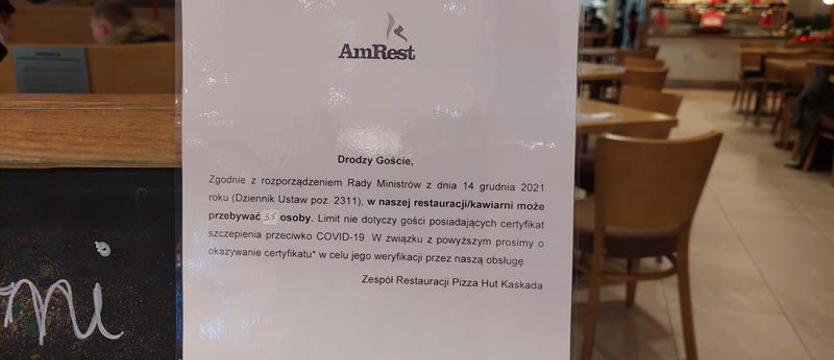 AmRest
Drodzy Goście,
Zgodnie z rozporządzeniem Rady Ministrów z dnia 14 grudnia 2021
roku (Dziennik Ustaw poz. 2311), w naszej restauracji/kawiarni może
przebywać 35 osoby. Limit nie dotyczy gości posiadających certyfikat
szczepienia przeciwko COVID-19. W związku z powyższym prosimy o
okazywanie certyfikatu* w celu jego weryfikacji przez naszą obsługę.
Zespół Restauracji Pizza Hut Kaskada
mi